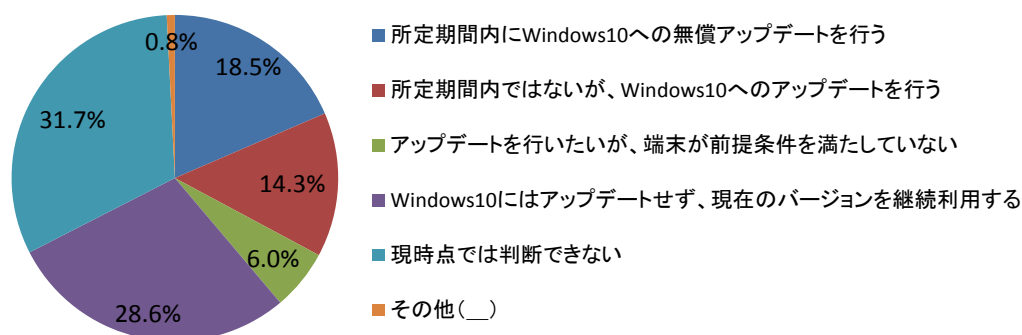 0.8%
18.5%
31.7%
14.3%
6.0%
28.6%
所定期間内にWindows10への無償アップデートを行う
所定期間内ではないが、Windows10へのアップデートを行う
アップデートを行いたいが、端末が前提条件を満たしていない
Windows10にはアップデートせず、現在のバージョンを継続利用する
現時点では判断できない
その他(__)